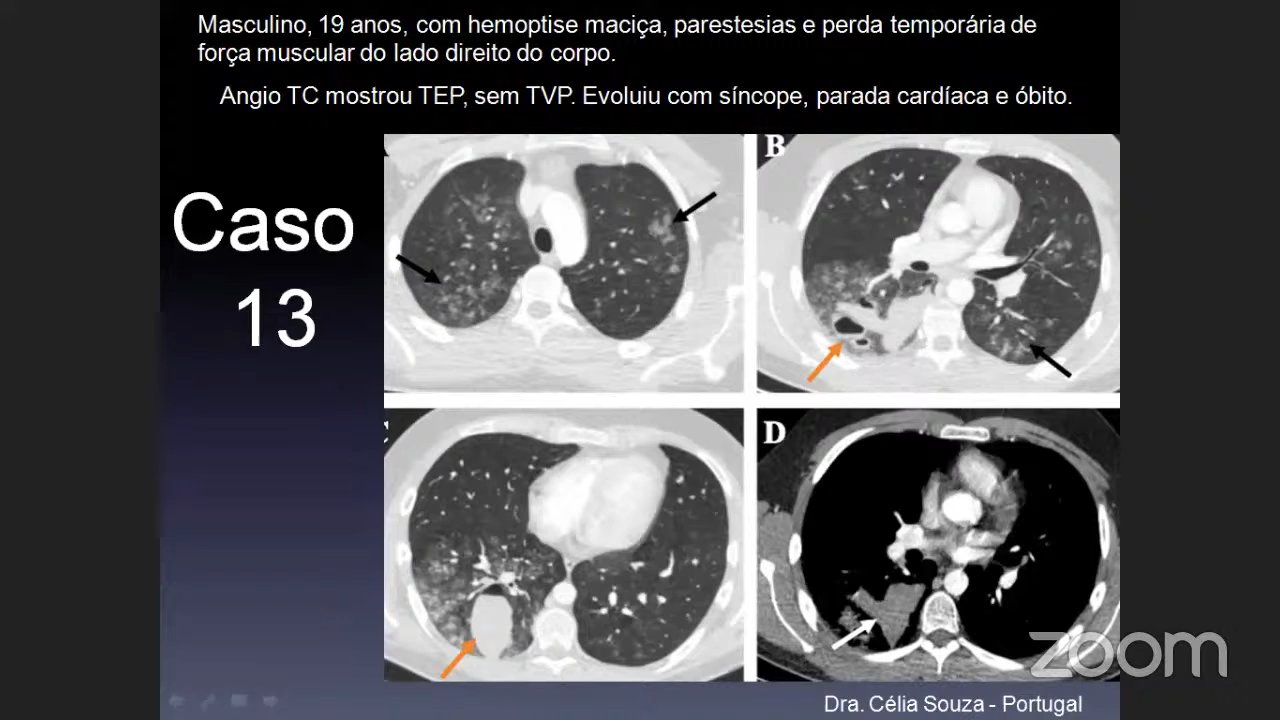 Masculino, 19 anos, com hemoptise maciça, parestesias e perda temporária de
força muscular do lado direito do corpo.
Angio TC mostrou TEP, sem TVP. Evoluiu com síncope, parada cardíaca e óbito.
Caso
13
B
C
D
zoom
Dra. Célia Souza - Portugal